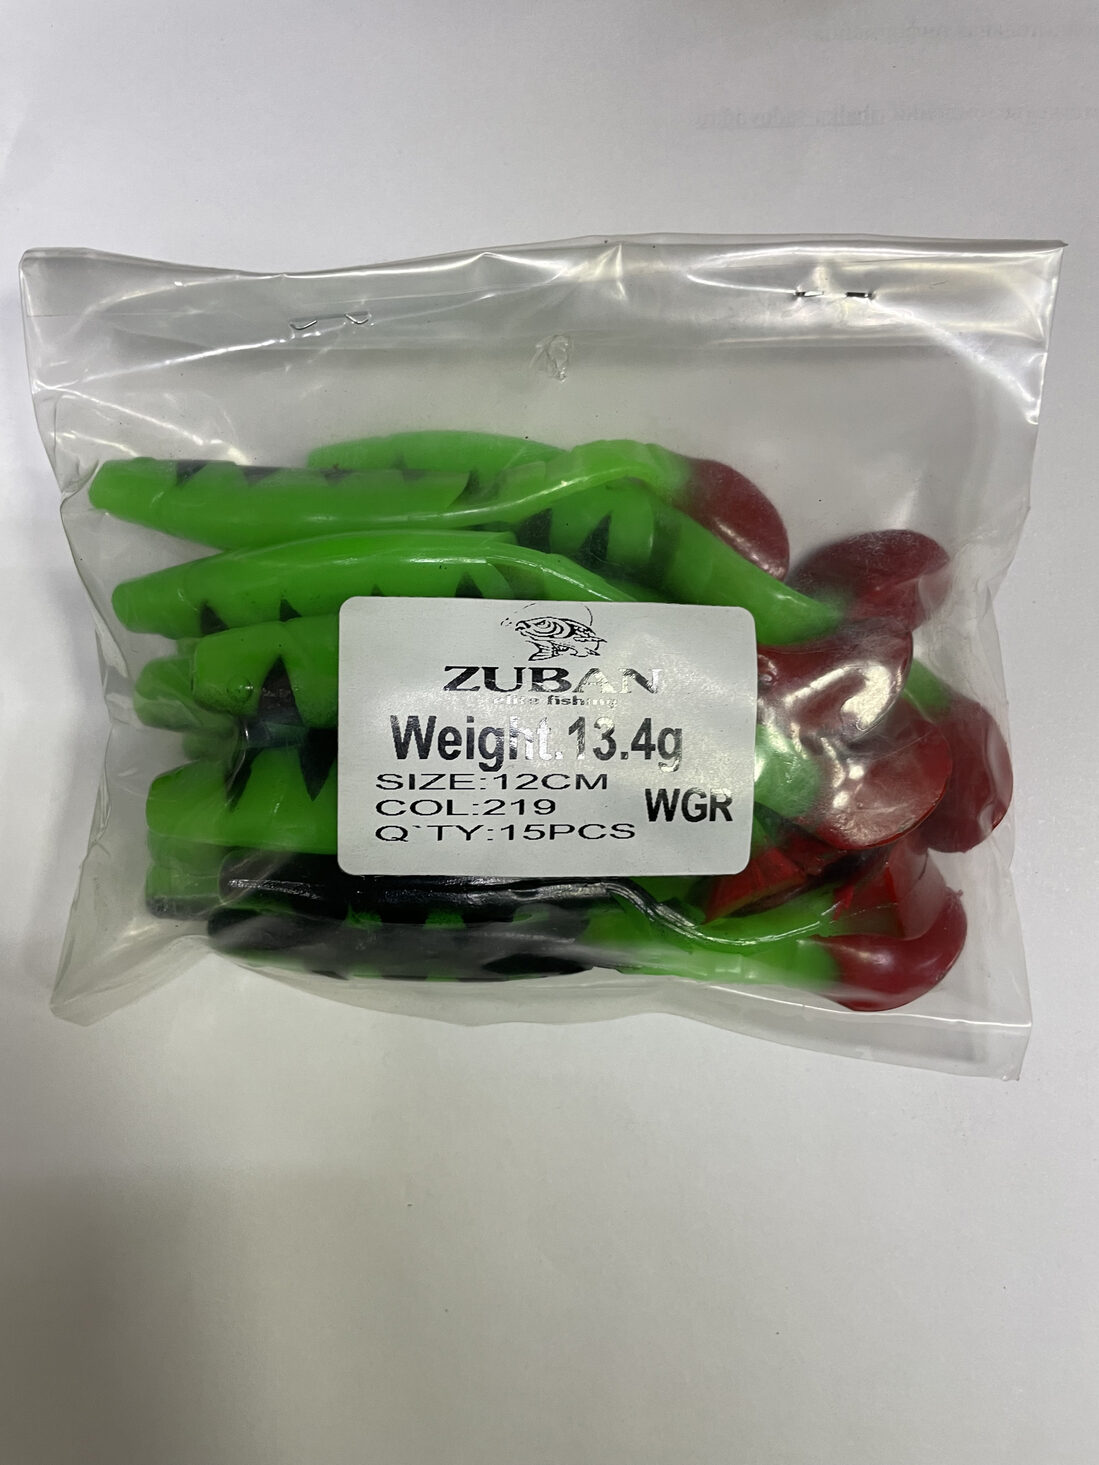 ZUBAN
elite fishing
Weight.13.4g
SIZE:12CM
COL:219
WGR
Q`TY:15PCS